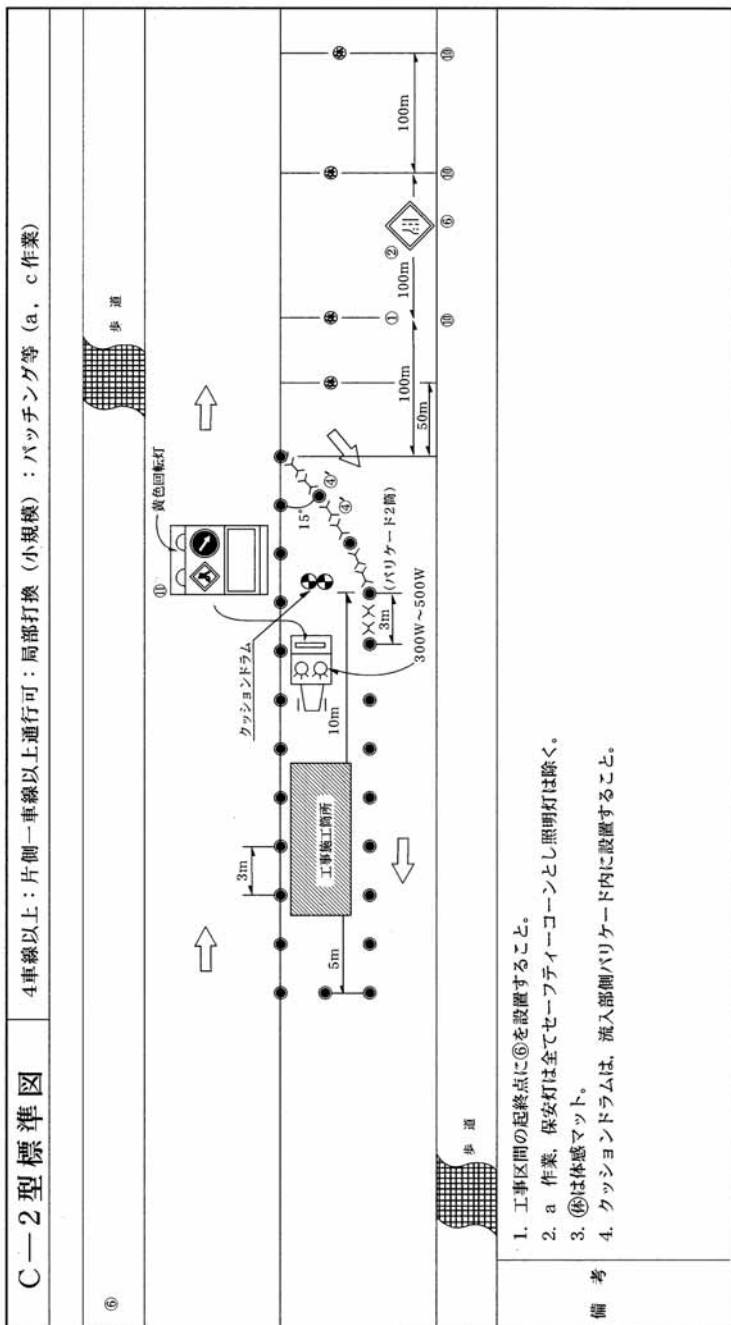 C－2型標準図
4車線以上：片側一車線以上通行可：局部打換（小規模）：パッチング等（a，c作業）
⑥
歩道
⑪
黄色回転灯
クッションドラム
15°
④'
④'
(バリケード2箇)
3m
300W～500W
10m
3m
工事施工箇所
5m
50m
100m
①
100m
②
⑥
100m
⑩
⑩
⑩
体
体
体
体
歩道
備考
1. 工事区間の起終点に⑥を設置すること。
2. a 作業，保安灯は全てセーフティーコーンとし照明灯は除く。
3. ㊡は体感マット。
4. クッションドラムは，流入部側バリケード内に設置すること。